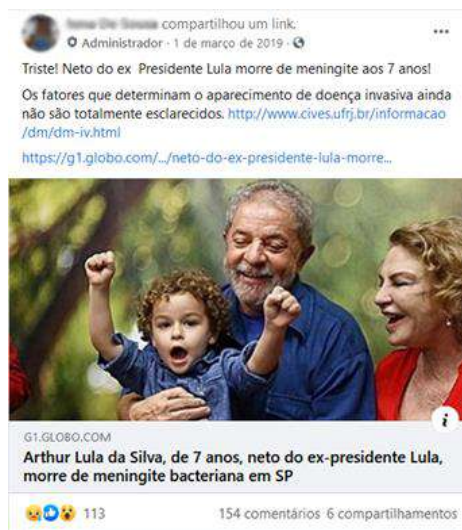 compartilhou um link.
Administrador · 1 de março de 2019 ·
Triste! Neto do ex Presidente Lula morre de meningite aos 7 anos!
Os fatores que determinam o aparecimento de doença invasiva ainda
não são totalmente esclarecidos. http://www.cives.ufrj.br/informacao
/dm/dm-iv.html
https://g1.globo.com/.../neto-do-ex-presidente-lula-morre...
G1.GLOBO.COM
Arthur Lula da Silva, de 7 anos, neto do ex-presidente Lula,
morre de meningite bacteriana em SP
113 154 comentários 6 compartilhamentos